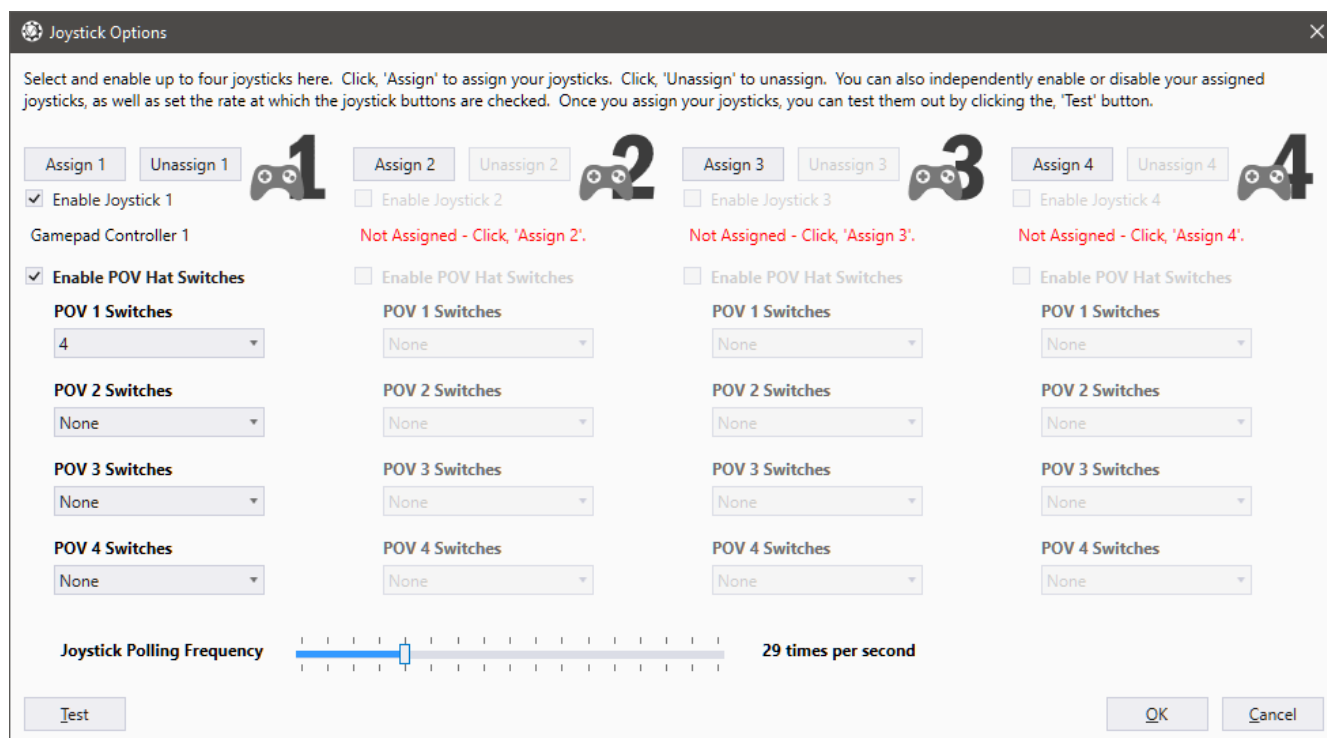 Joystick Options
Select and enable up to four joysticks here.  Click, 'Assign' to assign your joysticks.  Click, 'Unassign' to unassign.  You can also independently enable or disable your assigned
joysticks, as well as set the rate at which the joystick buttons are checked.  Once you assign your joysticks, you can test them out by clicking the, 'Test' button.
Assign 1 Unassign 1 1 Assign 2 Unassign 2 2 Assign 3 Unassign 3 3 Assign 4 Unassign 4 4
Enable Joystick 1 Enable Joystick 2 Enable Joystick 3 Enable Joystick 4
Gamepad Controller 1 Not Assigned - Click, 'Assign 2'. Not Assigned - Click, 'Assign 3'. Not Assigned - Click, 'Assign 4'.
Enable POV Hat Switches Enable POV Hat Switches Enable POV Hat Switches Enable POV Hat Switches
POV 1 Switches POV 1 Switches POV 1 Switches POV 1 Switches
4 None None None
POV 2 Switches POV 2 Switches POV 2 Switches POV 2 Switches
None None None None
POV 3 Switches POV 3 Switches POV 3 Switches POV 3 Switches
None None None None
POV 4 Switches POV 4 Switches POV 4 Switches POV 4 Switches
None None None None
Joystick Polling Frequency 29 times per second
Test OK Cancel